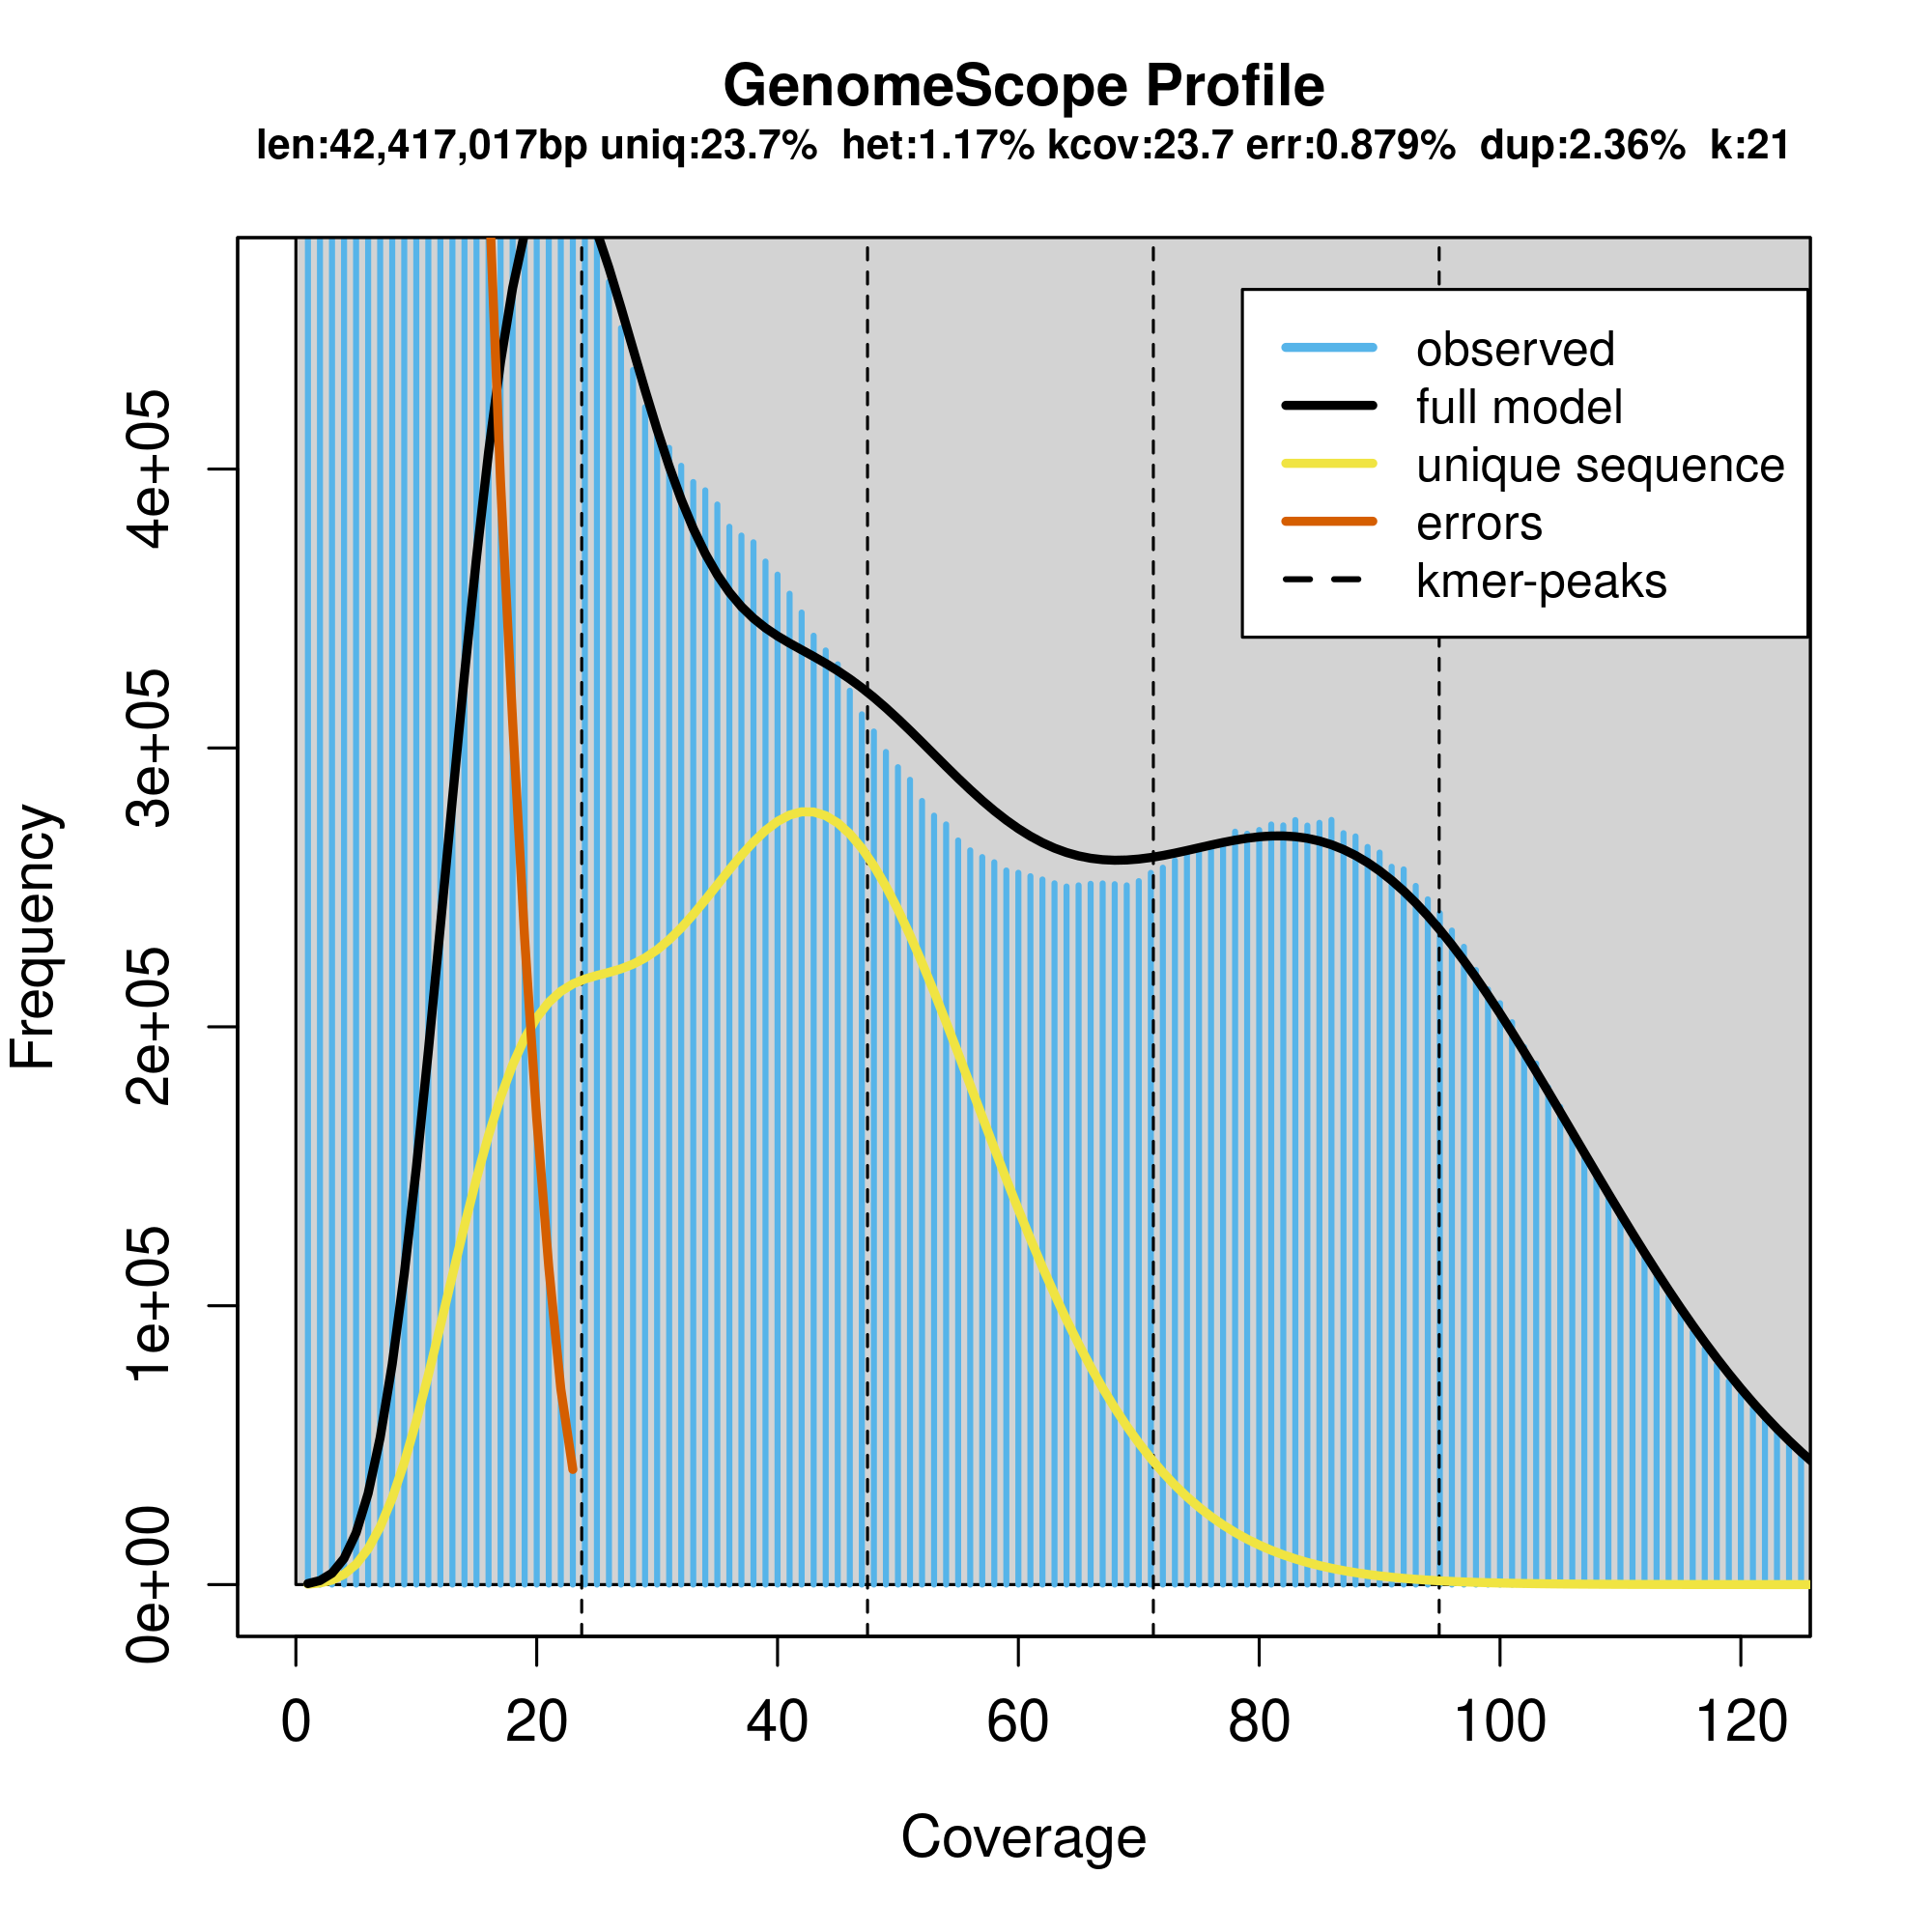 GenomeScope Profile
len:42,417,017bp uniq:23.7% het:1.17% kcov:23.7 err:0.879% dup:2.36% k:21
observed
full model
unique sequence
errors
kmer-peaks
Frequency
4e+05
3e+05
2e+05
1e+05
0e+00
0 20 40 60 80 100 120
Coverage